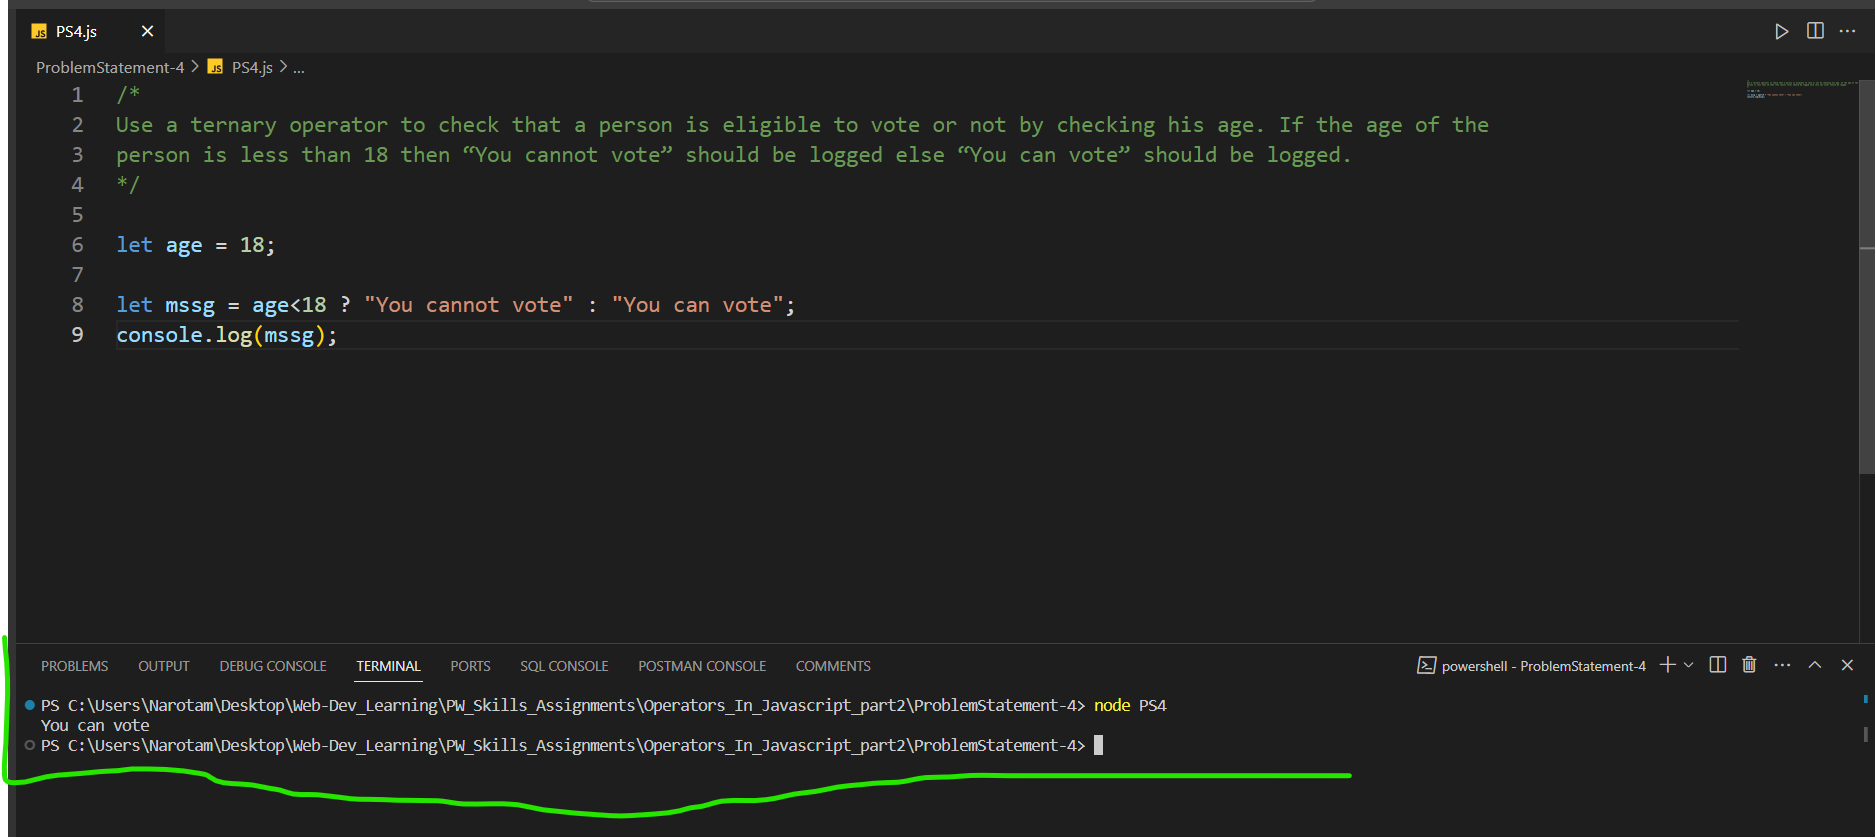 JS PS4.js
ProblemStatement-4 > JS PS4.js > ...
1 /*
2 Use a ternary operator to check that a person is eligible to vote or not by checking his age. If the age of the
3 person is less than 18 then “You cannot vote” should be logged else “You can vote” should be logged.
4 */
5
6 let age = 18;
7
8 let mssg = age<18 ? "You cannot vote" : "You can vote";
9 console.log(mssg);
PROBLEMS OUTPUT DEBUG CONSOLE TERMINAL PORTS SQL CONSOLE POSTMAN CONSOLE COMMENTS powershell - ProblemStatement-4
PS C:\Users\Narotam\Desktop\Web-Dev_Learning\PW_Skills_Assignments\Operators_In_Javascript_part2\ProblemStatement-4> node PS4
You can vote
PS C:\Users\Narotam\Desktop\Web-Dev_Learning\PW_Skills_Assignments\Operators_In_Javascript_part2\ProblemStatement-4>